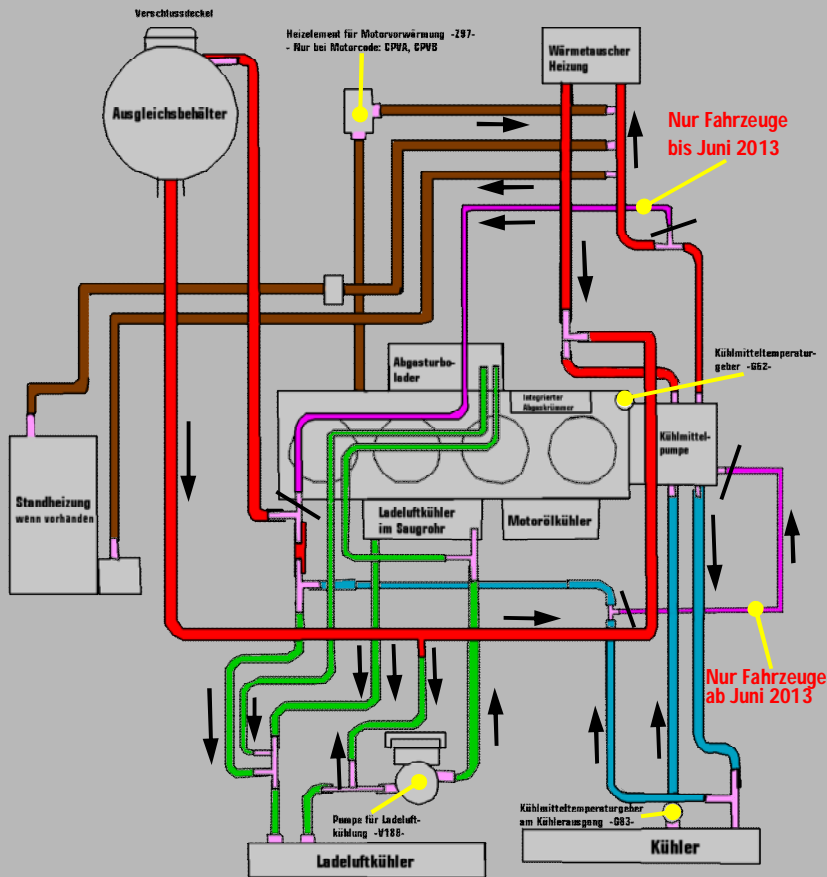 Verschlussdeckel
Heizelement für Motorvorwärmung -Z97-
- Nur bei Motorcode: CPVA, CPVB
Wärmetauscher
Heizung
Ausgleichsbehälter
Nur Fahrzeuge
bis Juni 2013
Abgasturbo-
lader
Kühlmitteltemperatur-
geber -G62-
Integrierter
Abgaskrümmer
Kühlmittel-
pumpe
Standheizung
wenn vorhanden
Ladeluftkühler
im Saugrohr
Motorölkühler
Nur Fahrzeuge
ab Juni 2013
Pumpe für Ladeluft-
kühlung -V188-
Kühlmitteltemperaturgeber
am Kühlerausgang -G83-
Ladeluftkühler
Kühler